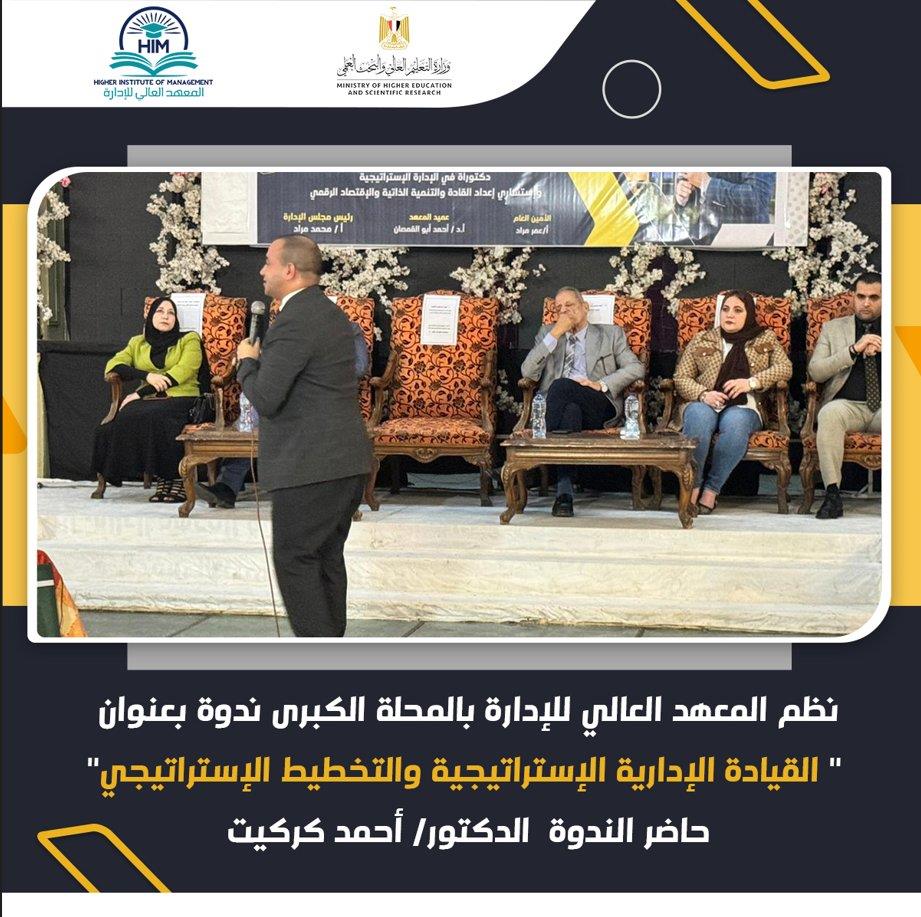 HIM
HIGHER INSTITUTE OF MANAGEMENT
المعهد العالي للإدارة
وزارة التعليم العالي والبحث العلمي
MINISTRY OF HIGHER EDUCATION
AND SCIENTIFIC RESEARCH
دكتوراة في الإدارة الإستراتيجية
وإستشاري إعداد القادة والتنمية الذاتية والإقتصاد الرقمي
رئيس مجلس الإدارة
أ / محمد مراد
عميد المعهد
أ.د / أحمد أبو القمصان
الأمين العام
أ/عمر مراد
نظم المعهد العالي للإدارة بالمحلة الكبرى ندوة بعنوان
" القيادة الإدارية الإستراتيجية والتخطيط الإستراتيجي"
حاضر الندوة الدكتور/ أحمد كركيت